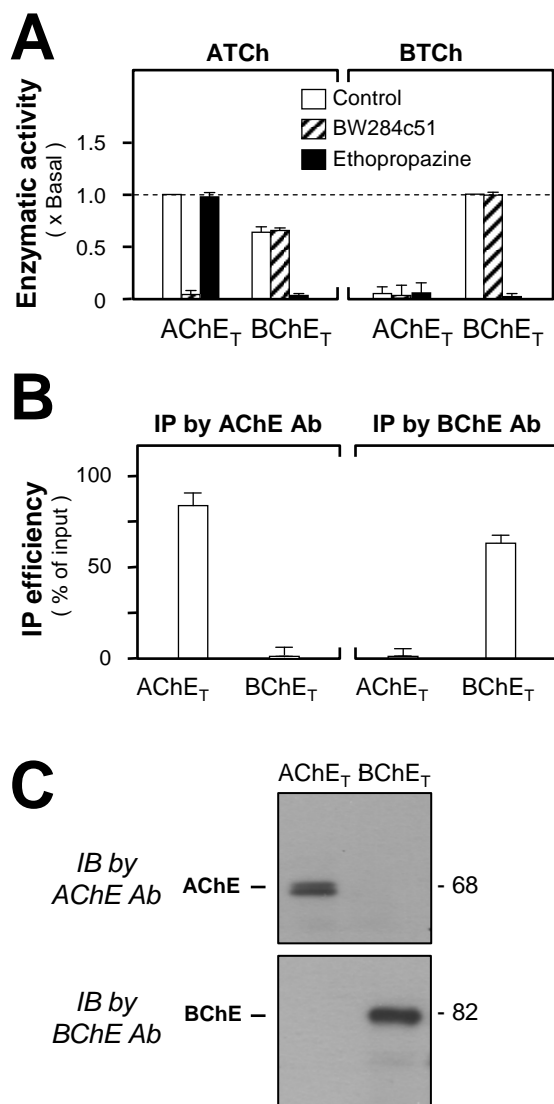 A
ATCh
BTCh
Control
BW284c51
Ethopropazine
Enzymatic activity
( x Basal )
1.5
1.0
0.5
0
AChE_T BChE_T
AChE_T BChE_T
B
IP by AChE Ab
IP by BChE Ab
IP efficiency
( % of input )
100
50
0
AChE_T
BChE_T
AChE_T
BChE_T
C
AChE_T BChE_T
IB by
AChE Ab
AChE –
- 68
IB by
BChE Ab
BChE –
- 82